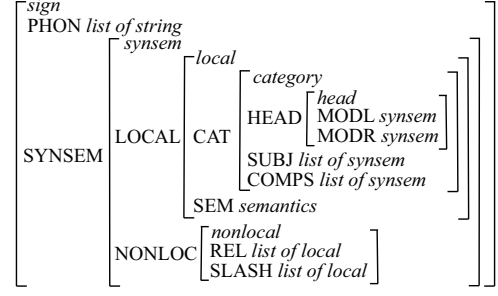 sign
PHON list of string
synsem
local
category
head
HEAD
MODL synsem
LOCAL CAT
MODR synsem
SYNSEM
SUBJ list of synsem
COMPS list of synsem
SEM semantics
nonlocal
NONLOC REL list of local
SLASH list of local